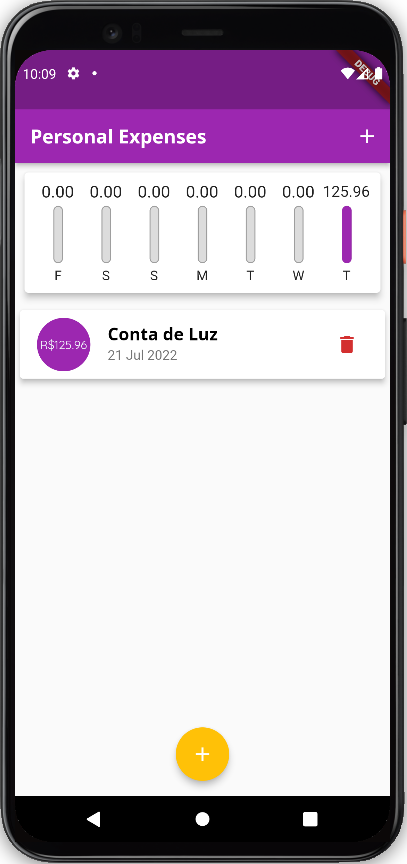 10:09
DEBUG
Personal Expenses
0.00 0.00 0.00 0.00 0.00 0.00 125.96
F S S M T W T
R$125.96
Conta de Luz
21 Jul 2022